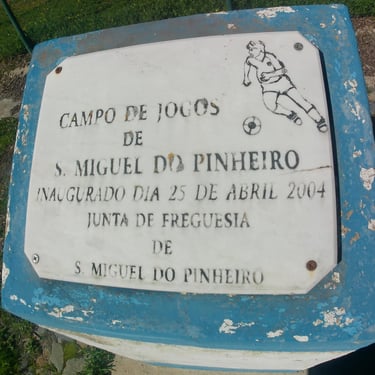 CAMPO DE JOGOS
DE
S. MIGUEL DO PINHEIRO
INAUGURADO DIA 25 DE ABRIL 2004
JUNTA DE FREGUESIA
DE
S. MIGUEL DO PINHEIRO